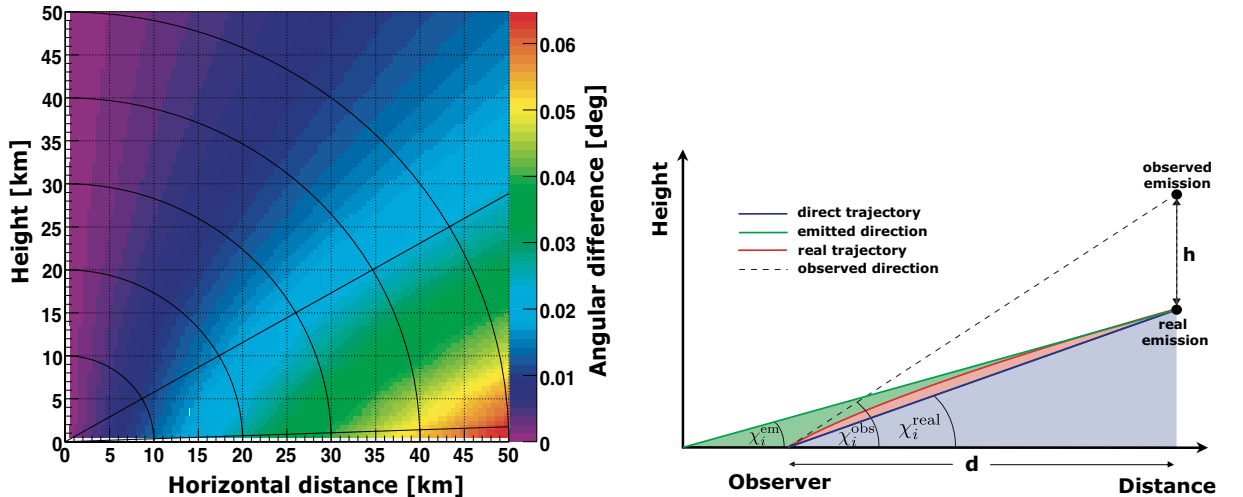 50
45
40
35
30
25
20
15
10
5
0
Height [km]
0 5 10 15 20 25 30 35 40 45 50
Horizontal distance [km]
0.06
0.05
0.04
0.03
0.02
0.01
0
Angular difference [deg]
Height
direct trajectory
emitted direction
real trajectory
observed direction
observed
emission
h
real
emission
χ_i^em
χ_i^obs
χ_i^real
d
Observer
Distance